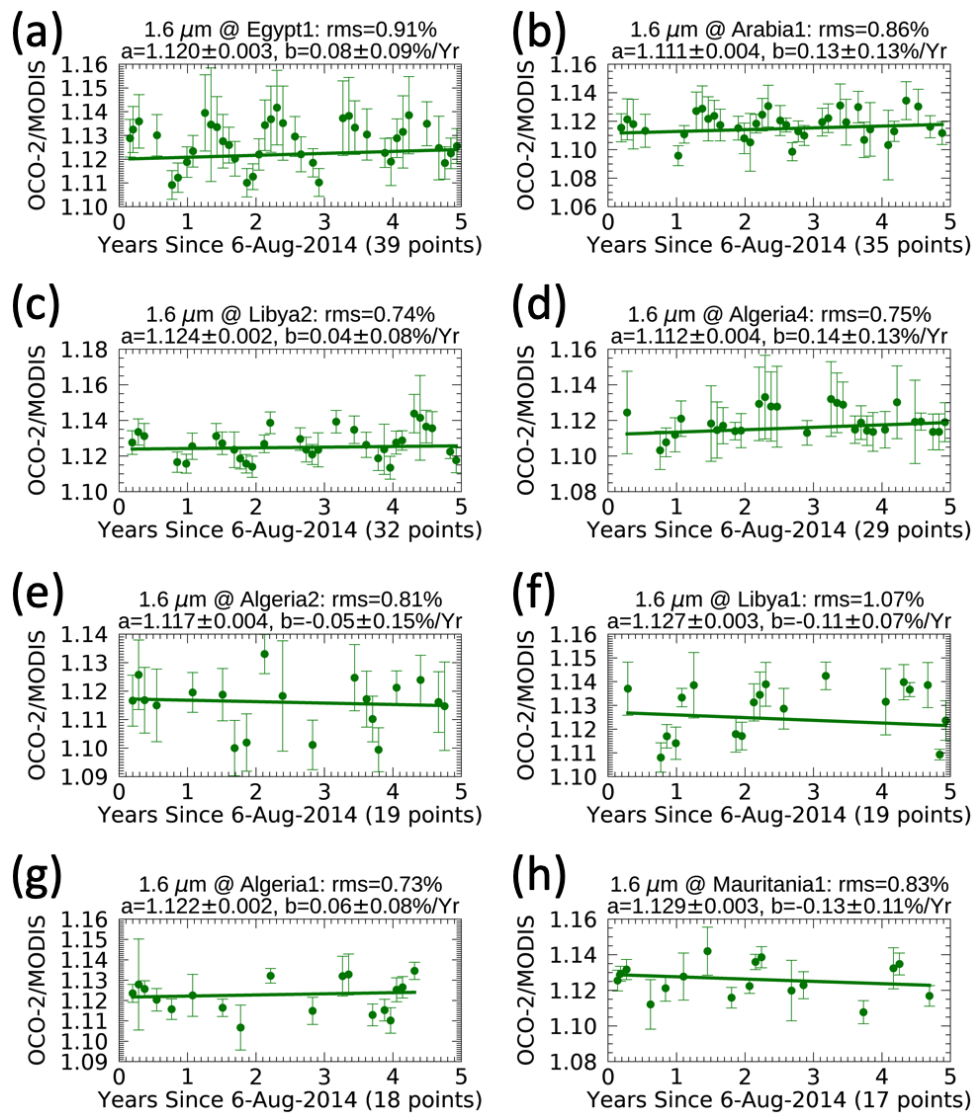 (a)
1.6 μm @ Egypt1: rms=0.91%
a=1.120±0.003, b=0.08±0.09%/Yr
OCO-2/MODIS
1.16
1.15
1.14
1.13
1.12
1.11
1.10
0 1 2 3 4 5
Years Since 6-Aug-2014 (39 points)
(b)
1.6 μm @ Arabia1: rms=0.86%
a=1.111±0.004, b=0.13±0.13%/Yr
OCO-2/MODIS
1.16
1.14
1.12
1.10
1.08
1.06
0 1 2 3 4 5
Years Since 6-Aug-2014 (35 points)
(c)
1.6 μm @ Libya2: rms=0.74%
a=1.124±0.002, b=0.04±0.08%/Yr
OCO-2/MODIS
1.18
1.16
1.14
1.12
1.10
0 1 2 3 4 5
Years Since 6-Aug-2014 (32 points)
(d)
1.6 μm @ Algeria4: rms=0.75%
a=1.112±0.004, b=0.14±0.13%/Yr
OCO-2/MODIS
1.16
1.14
1.12
1.10
1.08
0 1 2 3 4 5
Years Since 6-Aug-2014 (29 points)
(e)
1.6 μm @ Algeria2: rms=0.81%
a=1.117±0.004, b=-0.05±0.15%/Yr
OCO-2/MODIS
1.14
1.13
1.12
1.11
1.10
1.09
0 1 2 3 4 5
Years Since 6-Aug-2014 (19 points)
(f)
1.6 μm @ Libya1: rms=1.07%
a=1.127±0.003, b=-0.11±0.07%/Yr
OCO-2/MODIS
1.16
1.15
1.14
1.13
1.12
1.11
1.10
0 1 2 3 4 5
Years Since 6-Aug-2014 (19 points)
(g)
1.6 μm @ Algeria1: rms=0.73%
a=1.122±0.002, b=0.06±0.08%/Yr
OCO-2/MODIS
1.16
1.15
1.14
1.13
1.12
1.11
1.10
1.09
0 1 2 3 4 5
Years Since 6-Aug-2014 (18 points)
(h)
1.6 μm @ Mauritania1: rms=0.83%
a=1.129±0.003, b=-0.13±0.11%/Yr
OCO-2/MODIS
1.16
1.14
1.12
1.10
1.08
0 1 2 3 4 5
Years Since 6-Aug-2014 (17 points)